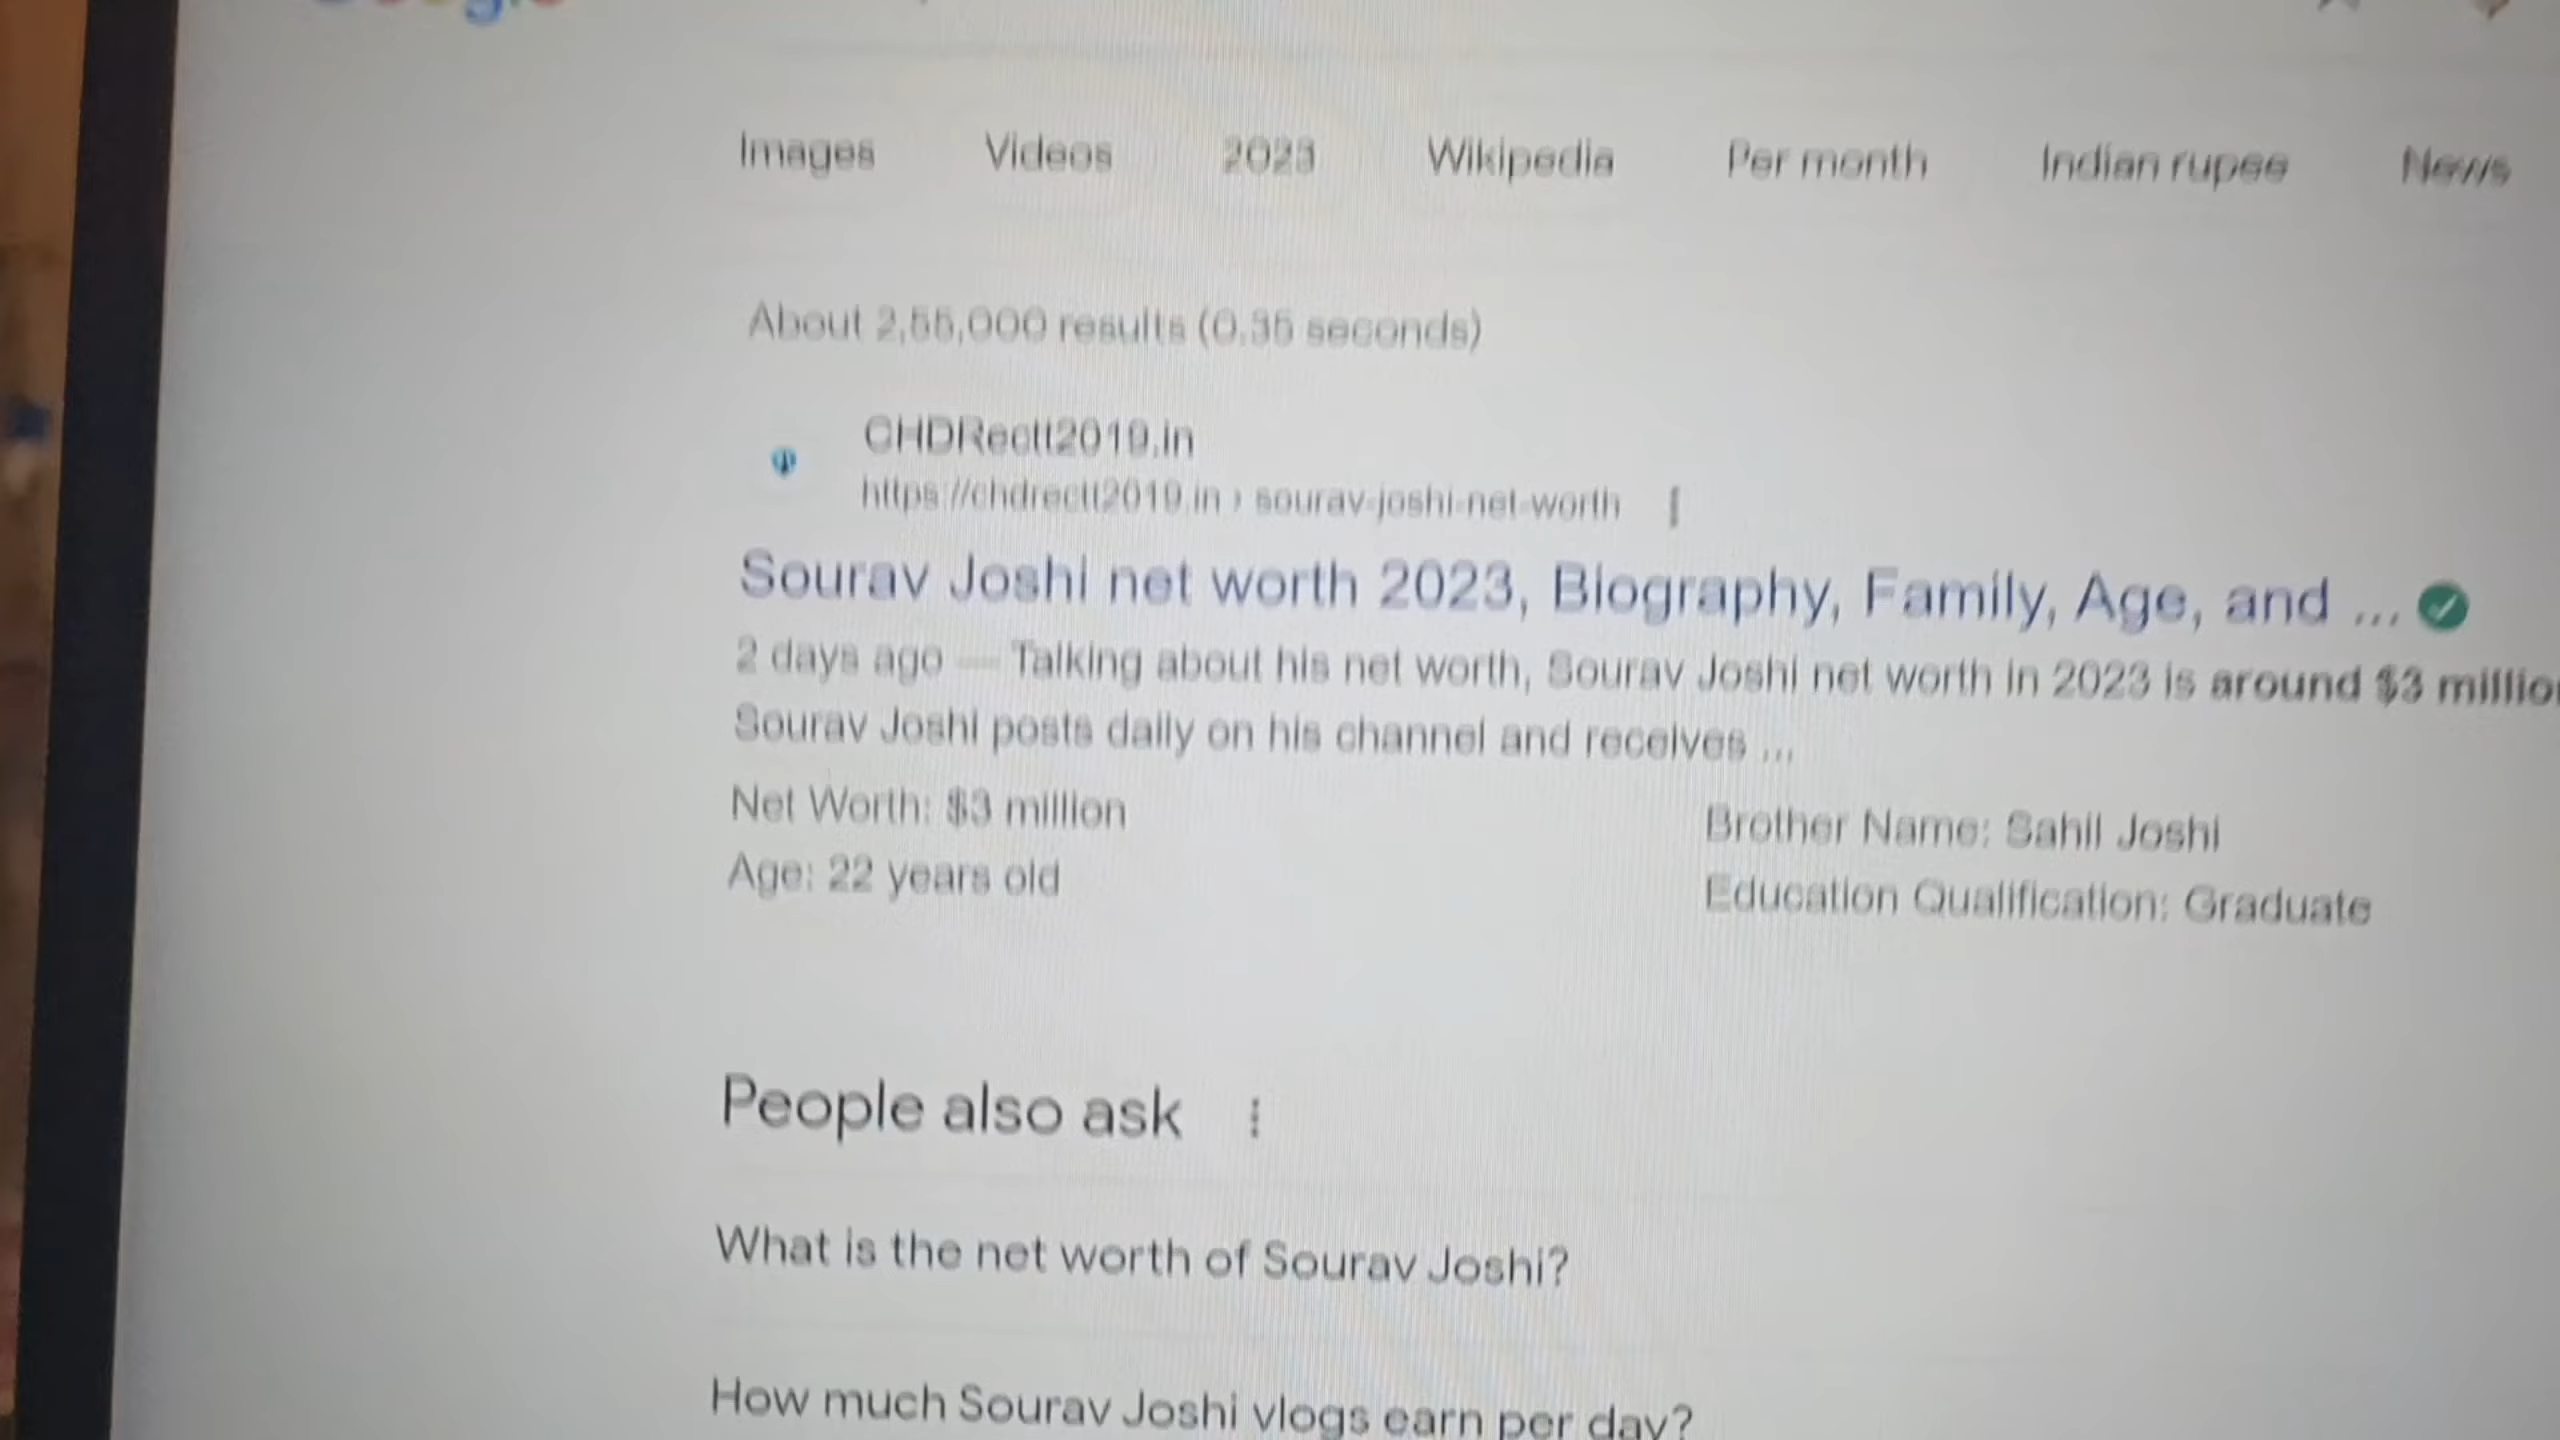 Images Videos 2023 Wikipedia Per month Indian rupee News
About 2,55,000 results (0.35 seconds)
CHDRectt2019.in
https://chdrectt2019.in › sourav-joshi-net-worth
Sourav Joshi net worth 2023, Biography, Family, Age, and ...
2 days ago — Talking about his net worth, Sourav Joshi net worth in 2023 is around $3 million
Sourav Joshi posts daily on his channel and receives ...
Net Worth: $3 million Brother Name: Sahil Joshi
Age: 22 years old Education Qualification: Graduate
People also ask
What is the net worth of Sourav Joshi?
How much Sourav Joshi vlogs earn per day?